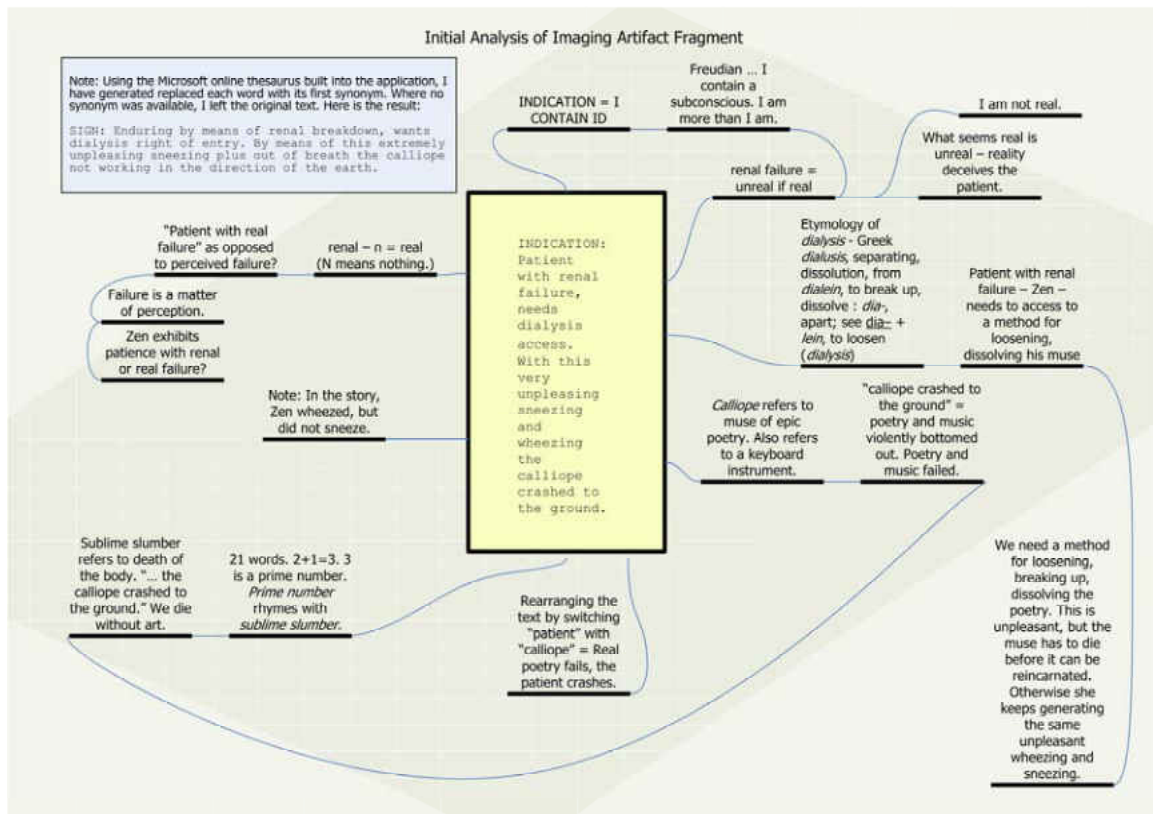 Initial Analysis of Imaging Artifact Fragment
Note: Using the Microsoft online thesaurus built into the application, I
have generated replaced each word with its first synonym. Where no
synonym was available, I left the original text. Here is the result:
SIGN: Enduring by means of renal breakdown, wants
dialysis right of entry. By means of this extremely
unpleasing sneezing plus out of breath the calliope
not working in the direction of the earth.
INDICATION = I
CONTAIN ID
Freudian ... I
contain a
subconscious. I am
more than I am.
I am not real.
What seems real is
unreal – reality
deceives the
patient.
renal failure =
unreal if real
"Patient with real
failure" as opposed
to perceived failure?
renal – n = real
(N means nothing.)
Failure is a matter
of perception.
Zen exhibits
patience with renal
or real failure?
Note: In the story,
Zen wheezed, but
did not sneeze.
INDICATION:
Patient
with renal
failure,
needs
dialysis
access.
With this
very
unpleasing
sneezing
and
wheezing
the
calliope
crashed to
the ground.
Etymology of
dialysis - Greek
dialusis, separating,
dissolution, from
dialein, to break up,
dissolve : dia-,
apart; see dia– +
lein, to loosen
(dialysis)
Patient with renal
failure – Zen –
needs to access to
a method for
loosening,
dissolving his muse
Calliope refers to
muse of epic
poetry. Also refers
to a keyboard
instrument.
"calliope crashed to
the ground" =
poetry and music
violently bottomed
out. Poetry and
music failed.
Sublime slumber
refers to death of
the body. "... the
calliope crashed to
the ground." We die
without art.
21 words. 2+1=3. 3
is a prime number.
Prime number
rhymes with
sublime slumber.
Rearranging the
text by switching
"patient" with
"calliope" = Real
poetry fails, the
patient crashes.
We need a method
for loosening,
breaking up,
dissolving the
poetry. This is
unpleasant, but the
muse has to die
before it can be
reincarnated.
Otherwise she
keeps generating
the same
unpleasant
wheezing and
sneezing.